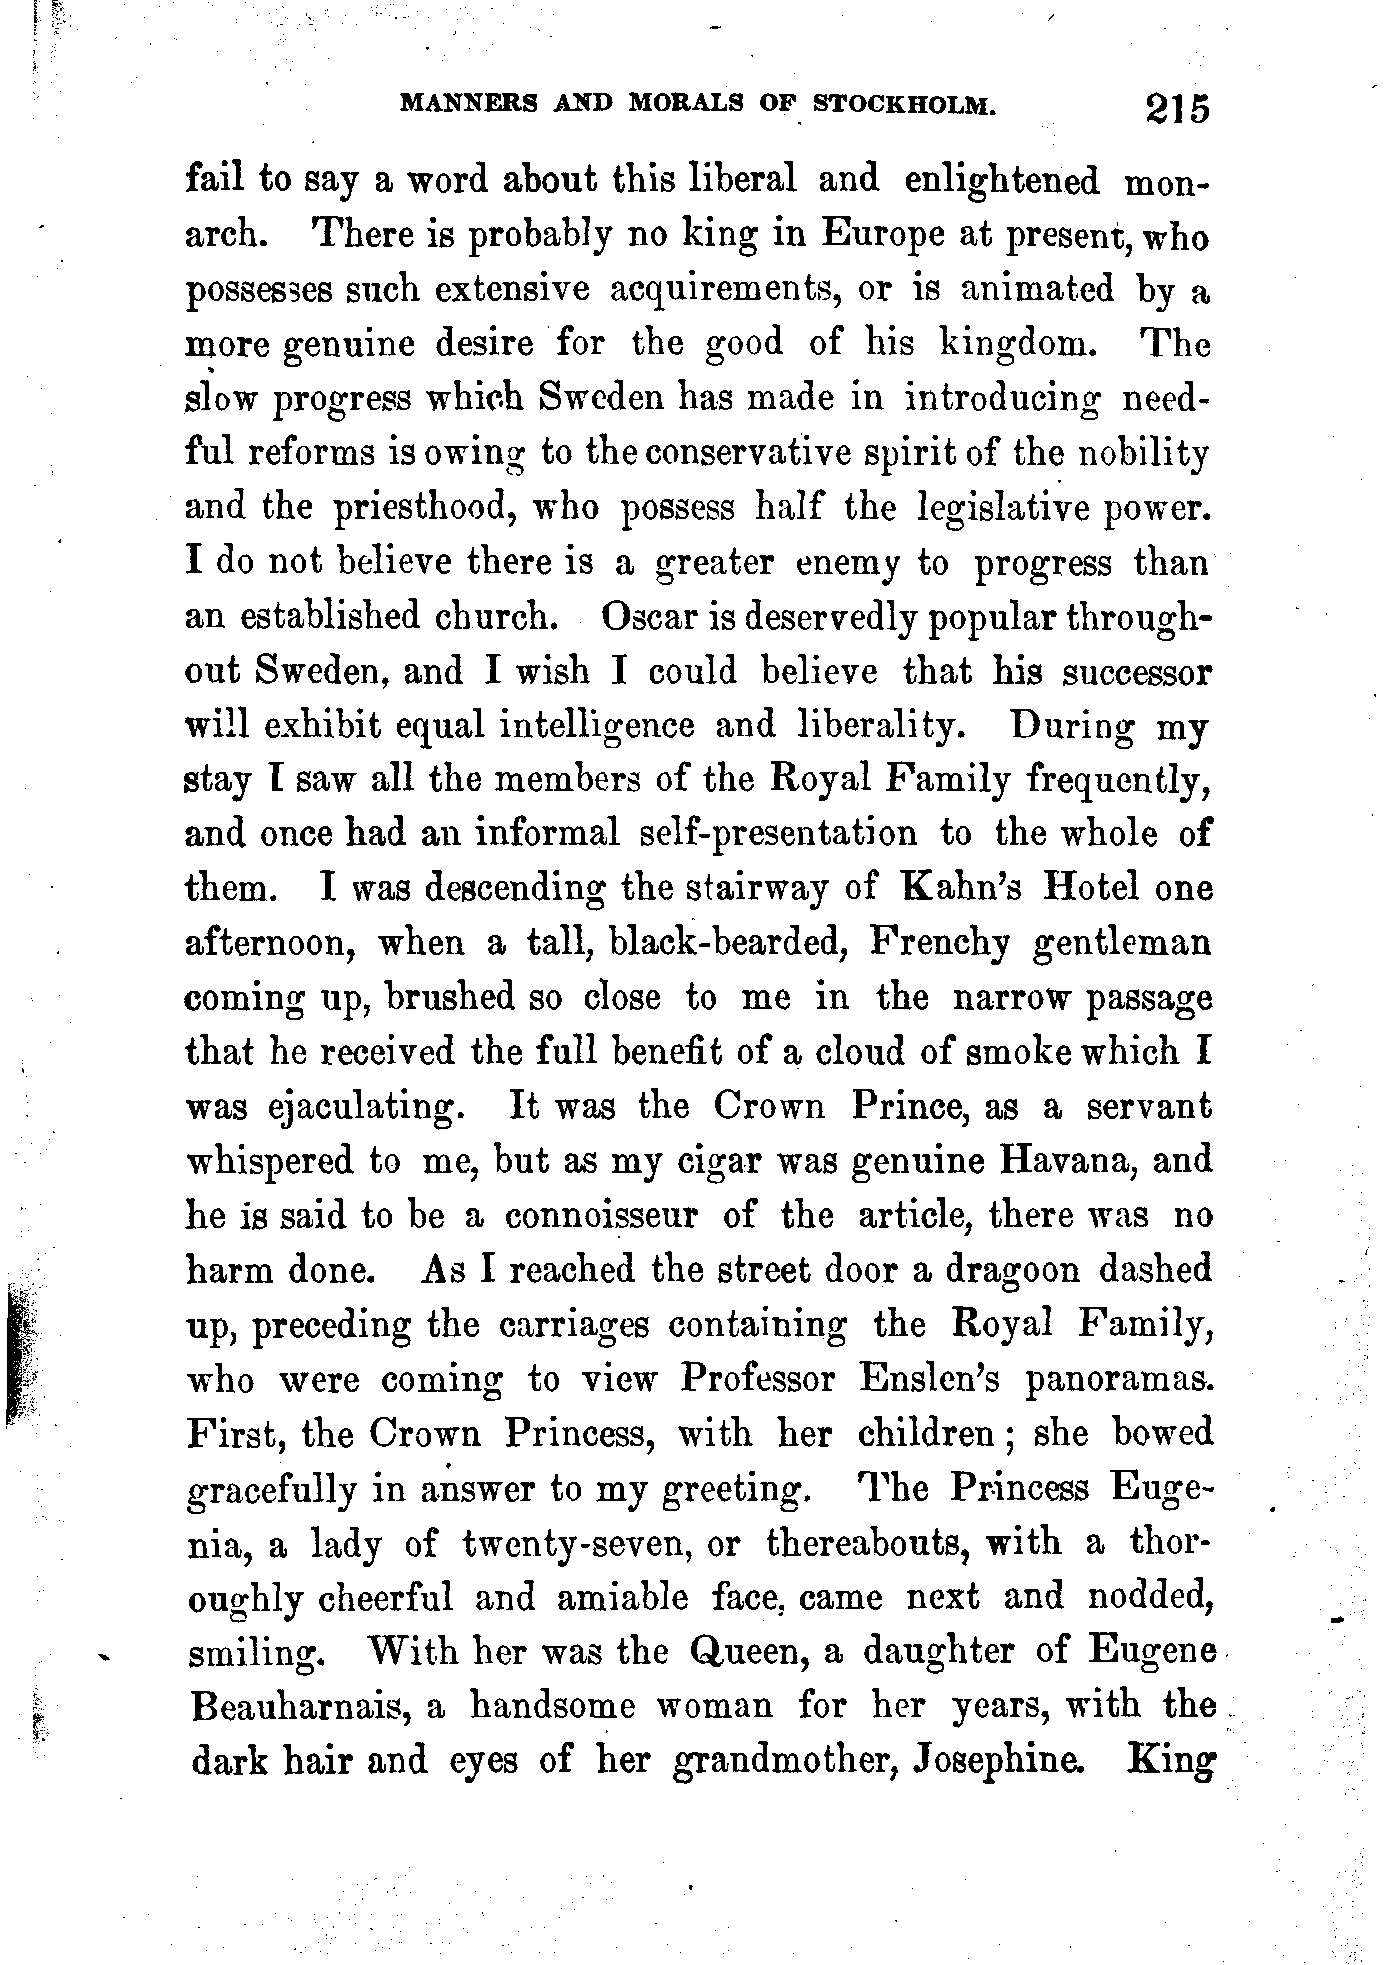 MANNERS AND MORALS OF STOCKHOLM. 215
fail to say a word about this liberal and enlightened mon-
arch. There is probably no king in Europe at present, who
possesses such extensive acquirements, or is animated by a
more genuine desire for the good of his kingdom. The
slow progress which Sweden has made in introducing need-
ful reforms is owing to the conservative spirit of the nobility
and the priesthood, who possess half the legislative power.
I do not believe there is a greater enemy to progress than
an established church. Oscar is deservedly popular through-
out Sweden, and I wish I could believe that his successor
will exhibit equal intelligence and liberality. During my
stay I saw all the members of the Royal Family frequently,
and once had an informal self-presentation to the whole of
them. I was descending the stairway of Kahn's Hotel one
afternoon, when a tall, black-bearded, Frenchy gentleman
coming up, brushed so close to me in the narrow passage
that he received the full benefit of a cloud of smoke which I
was ejaculating. It was the Crown Prince, as a servant
whispered to me, but as my cigar was genuine Havana, and
he is said to be a connoisseur of the article, there was no
harm done. As I reached the street door a dragoon dashed
up, preceding the carriages containing the Royal Family,
who were coming to view Professor Enslen's panoramas.
First, the Crown Princess, with her children; she bowed
gracefully in answer to my greeting. The Princess Euge-
nia, a lady of twenty-seven, or thereabouts, with a thor-
oughly cheerful and amiable face, came next and nodded,
smiling. With her was the Queen, a daughter of Eugene
Beauharnais, a handsome woman for her years, with the
dark hair and eyes of her grandmother, Josephine. King